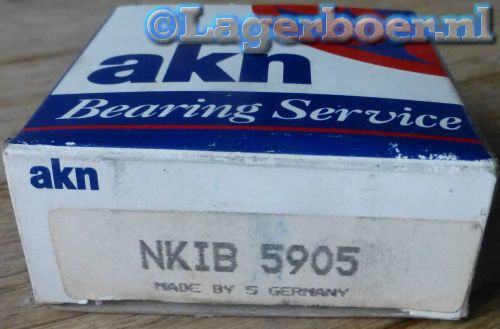 ©Lagerboer.nl
akn
Bearing Service
akn
NKIB 5905
MADE BY S GERMANY